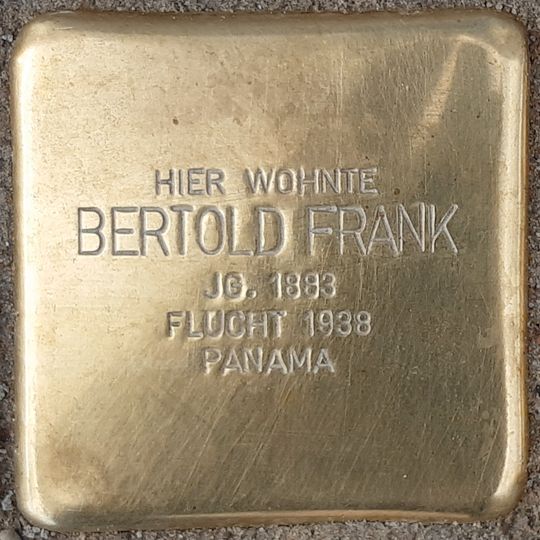 HIER WOHNTE
BERTOLD FRANK
JG. 1883
FLUCHT 1938
PANAMA